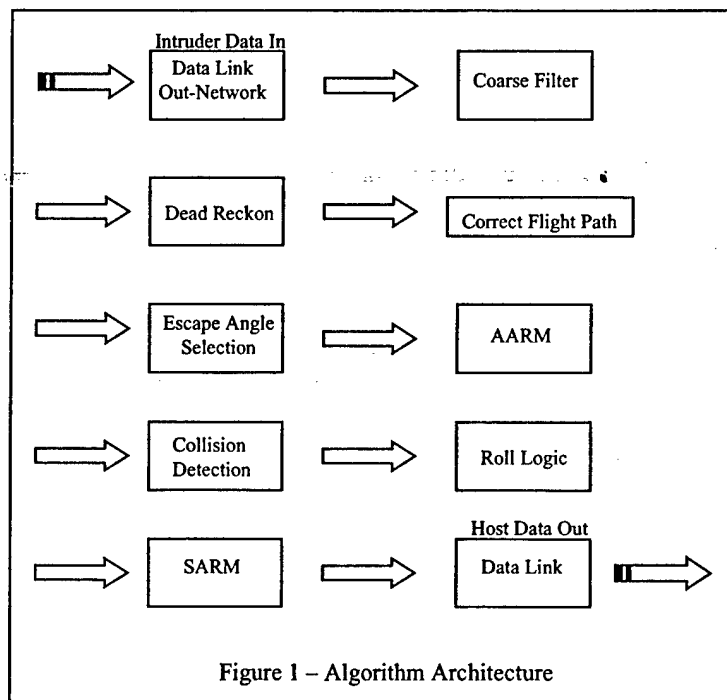 Intruder Data In
Data Link
Out-Network
Coarse Filter
Dead Reckon
Correct Flight Path
Escape Angle
Selection
AARM
Collision
Detection
Roll Logic
SARM
Host Data Out
Data Link
Figure 1 – Algorithm Architecture